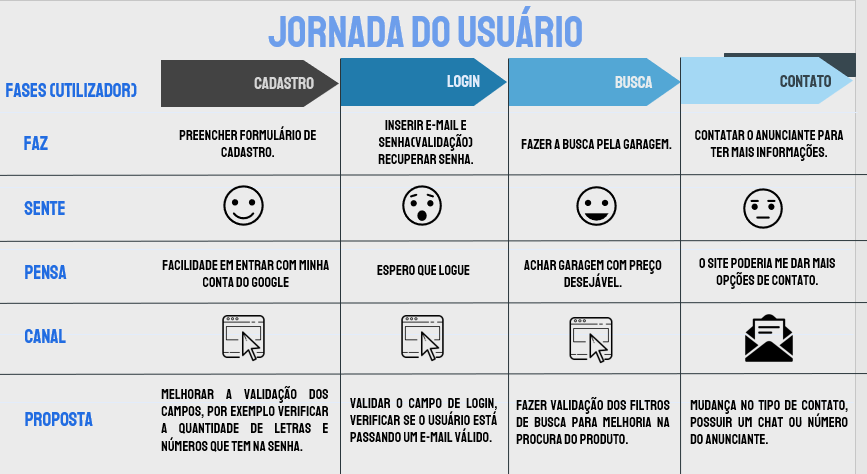 JORNADA DO USUÁRIO
FASES (UTILIZADOR)
CADASTRO
LOGIN
BUSCA
CONTATO
FAZ
PREENCHER FORMULÁRIO DE
CADASTRO.
INSERIR E-MAIL E
SENHA(VALIDAÇÃO)
RECUPERAR SENHA.
FAZER A BUSCA PELA GARAGEM.
CONTATAR O ANUNCIANTE PARA
TER MAIS INFORMAÇÕES.
SENTE
PENSA
FACILIDADE EM ENTRAR COM MINHA
CONTA DO GOOGLE
ESPERO QUE LOGUE
ACHAR GARAGEM COM PREÇO
DESEJÁVEL.
O SITE PODERIA ME DAR MAIS
OPÇÕES DE CONTATO.
CANAL
PROPOSTA
MELHORAR A VALIDAÇÃO DOS
CAMPOS, POR EXEMPLO VERIFICAR
A QUANTIDADE DE LETRAS E
NÚMEROS QUE TEM NA SENHA.
VALIDAR O CAMPO DE LOGIN,
VERIFICAR SE O USUÁRIO ESTÁ
PASSANDO UM E-MAIL VÁLIDO.
FAZER VALIDAÇÃO DOS FILTROS
DE BUSCA PARA MELHORIA NA
PROCURA DO PRODUTO.
MUDANÇA NO TIPO DE CONTATO,
POSSUIR UM CHAT OU NÚMERO
DO ANUNCIANTE.